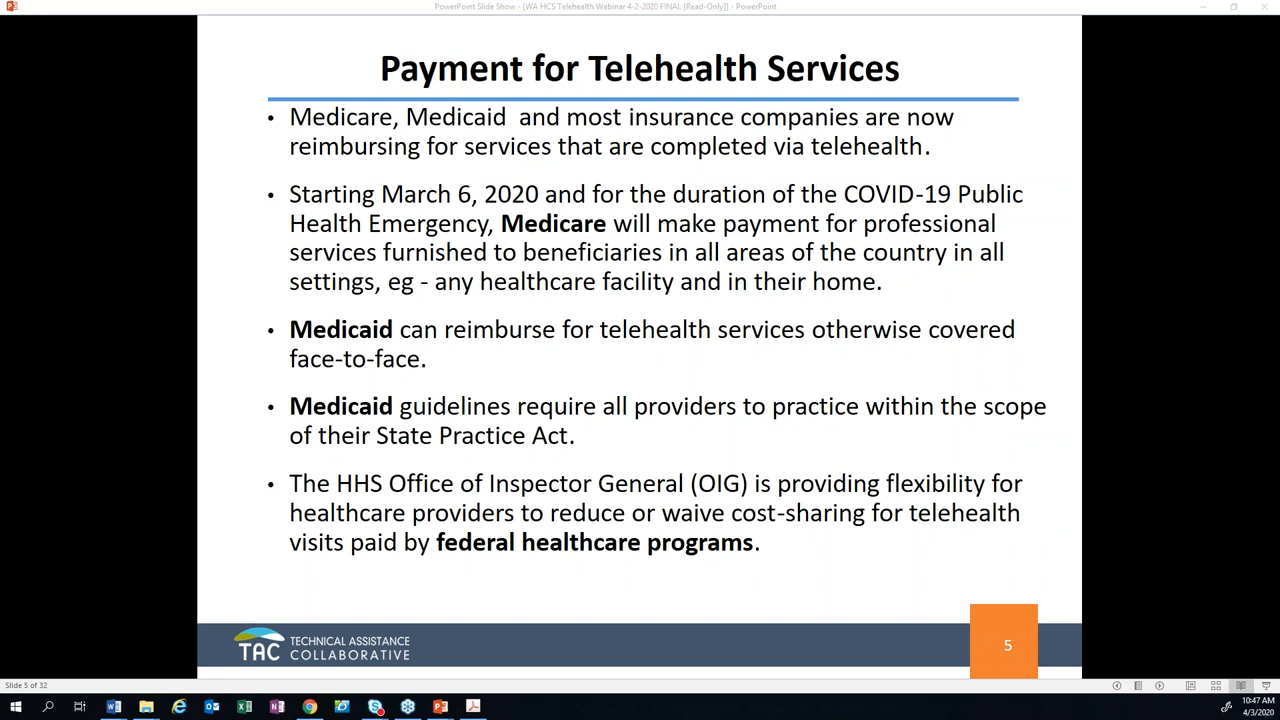 PowerPoint Slide Show - [WA HCS Telehealth Webinar 4-2-2020 FINAL [Read-Only]] - PowerPoint
Payment for Telehealth Services
• Medicare, Medicaid and most insurance companies are now
reimbursing for services that are completed via telehealth.
• Starting March 6, 2020 and for the duration of the COVID-19 Public
Health Emergency, Medicare will make payment for professional
services furnished to beneficiaries in all areas of the country in all
settings, eg - any healthcare facility and in their home.
• Medicaid can reimburse for telehealth services otherwise covered
face-to-face.
• Medicaid guidelines require all providers to practice within the scope
of their State Practice Act.
• The HHS Office of Inspector General (OIG) is providing flexibility for
healthcare providers to reduce or waive cost-sharing for telehealth
visits paid by federal healthcare programs.
TAC TECHNICAL ASSISTANCE
COLLABORATIVE
5
Slide 5 of 32
10:47 AM
4/3/2020